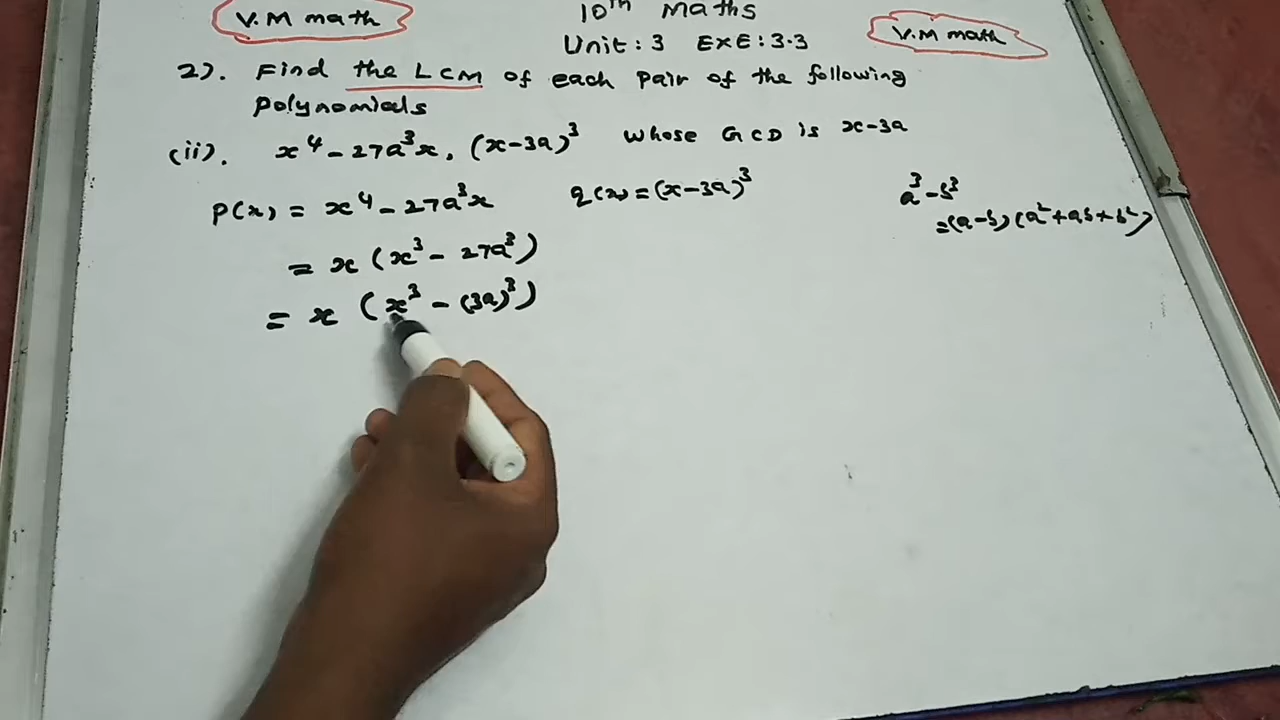 V.M math
10th Maths
V.M math
Unit : 3 EXE : 3.3
2). Find the LCM of each pair of the following
polynomials
(ii). x⁴ - 27a³x, (x-3a)³ whose GCD is x-3a
P(x) = x⁴ - 27a³x q(x) = (x-3a)³ a³-b³
=(a-b)(a²+ab+b²)
= x (x³ - 27a³)
= x (x³ - (3a)³)